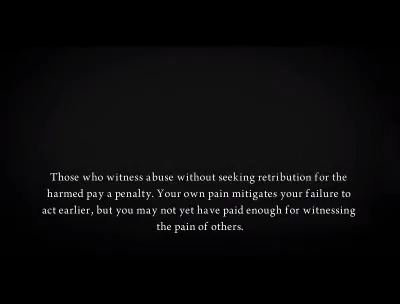 Those who witness abuse without seeking retribution for the
harmed pay a penalty. Your own pain mitigates your failure to
act earlier, but you may not yet have paid enough for witnessing
the pain of others.